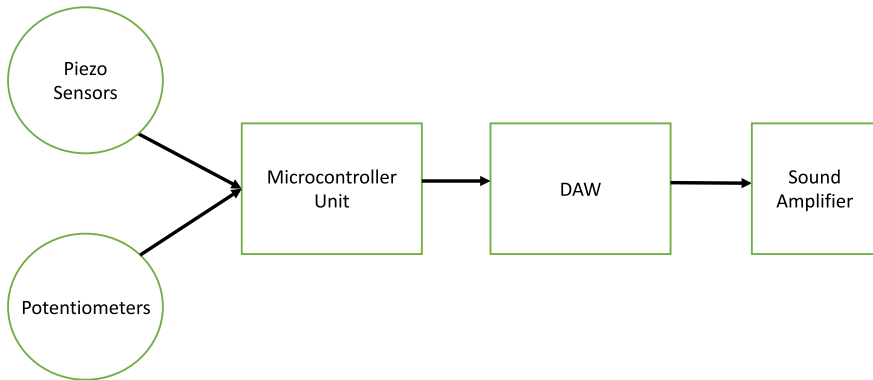 Piezo
Sensors
Microcontroller
Unit
DAW
Sound
Amplifier
Potentiometers